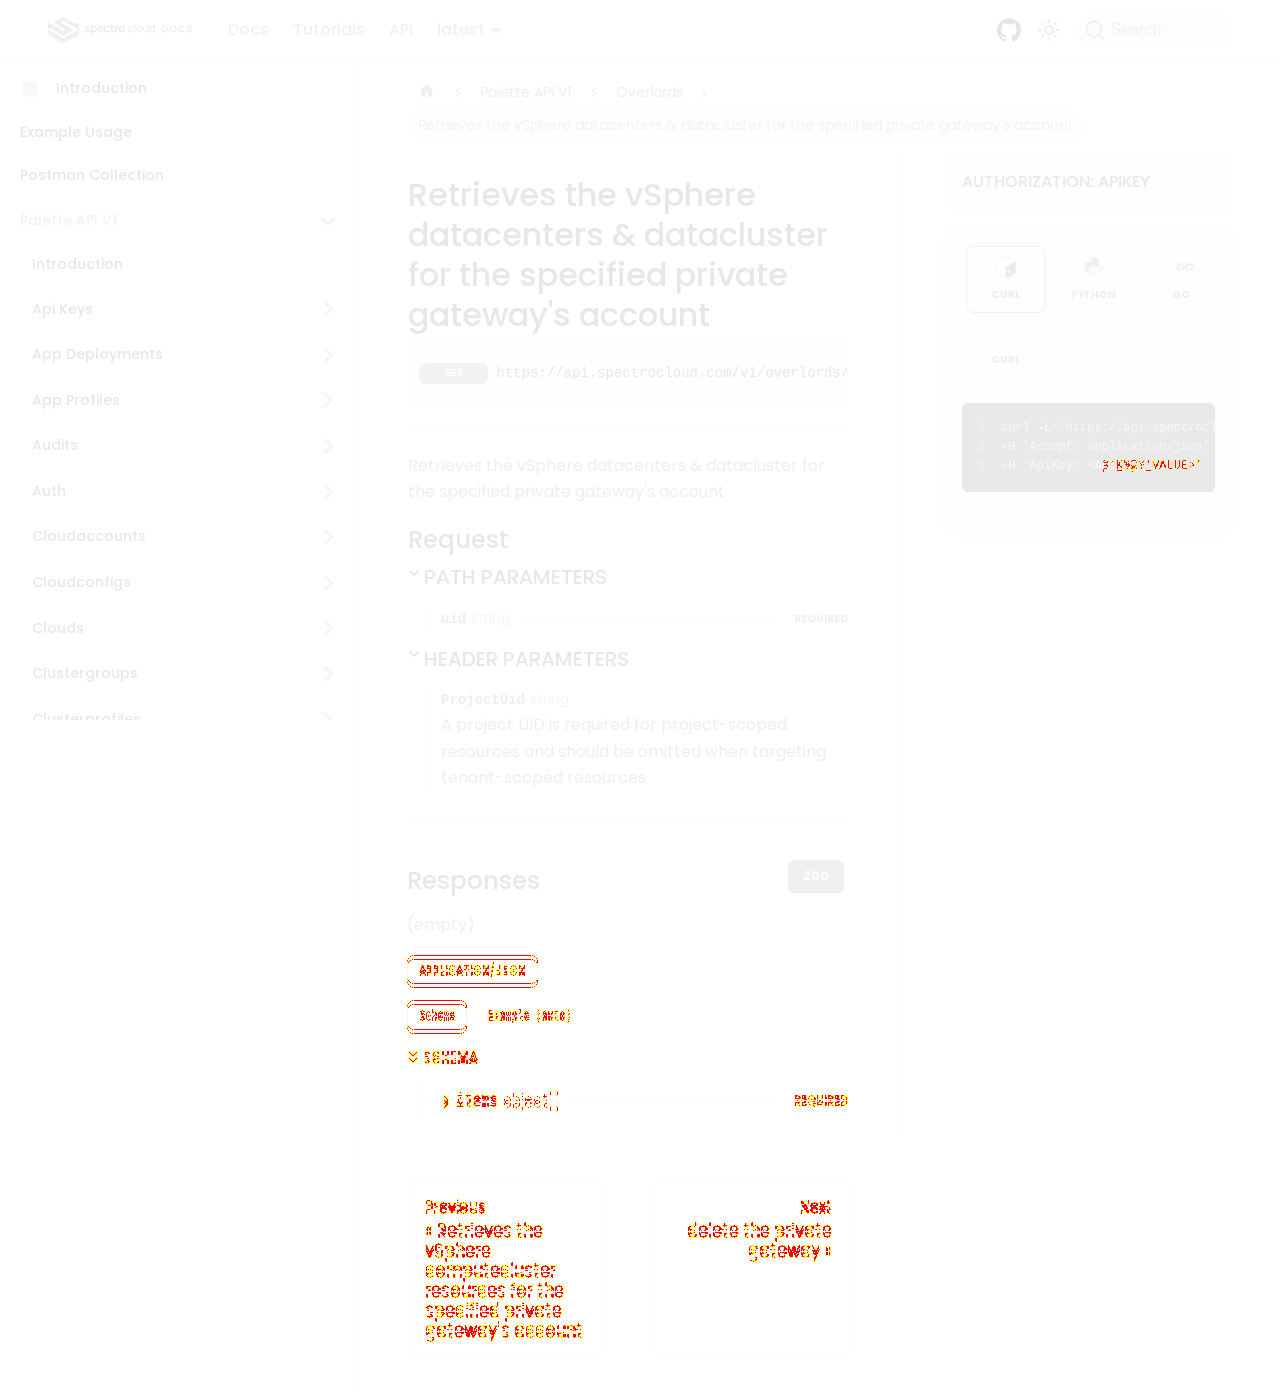 spectro cloud DOCS
Docs
Tutorials
API
latest
Search
Introduction
Example Usage
Postman Collection
Palette API V1
Introduction
Api Keys
App Deployments
App Profiles
Audits
Auth
Cloudaccounts
Cloudconfigs
Clouds
Clustergroups
Clusterprofiles
Palette API V1
Overlords
Retrieves the vSphere datacenters & datacluster for the specified private gateway's account
Retrieves the vSphere
datacenters & datacluster
for the specified private
gateway's account
GET https://api.spectrocloud.com/v1/overlords/
Retrieves the vSphere datacenters & datacluster for
the specified private gateway's account
Request
PATH PARAMETERS
uid string REQUIRED
HEADER PARAMETERS
ProjectUid string
A project UID is required for project-scoped
resources and should be omitted when targeting
tenant-scoped resources
Responses
200
(empty)
APPLICATION/JSON
Schema Example (auto)
SCHEMA
items object[] REQUIRED
Previous
« Retrieves the
vSphere
computecluster
resources for the
specified private
gateway's account
Next
delete the private
gateway »
AUTHORIZATION: APIKEY
CURL PYTHON GO
CURL
1 curl -L 'https://api.spectrocl
2 -H 'Accept: application/json'
3 -H 'ApiKey: